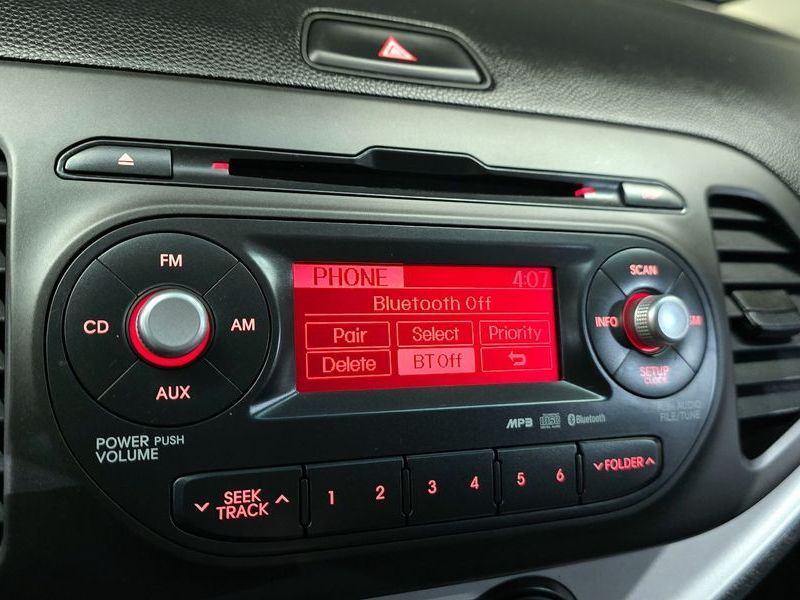 FM
CD
AM
AUX
POWER PUSH
VOLUME
PHONE 4:07
Bluetooth Off
Pair Select Priority
Delete BT Off
SCAN
INFO
SETUP
CLOCK
AUDIO
FILE/TUNE
MP3 Bluetooth
SEEK
TRACK
1 2 3 4 5 6
FOLDER